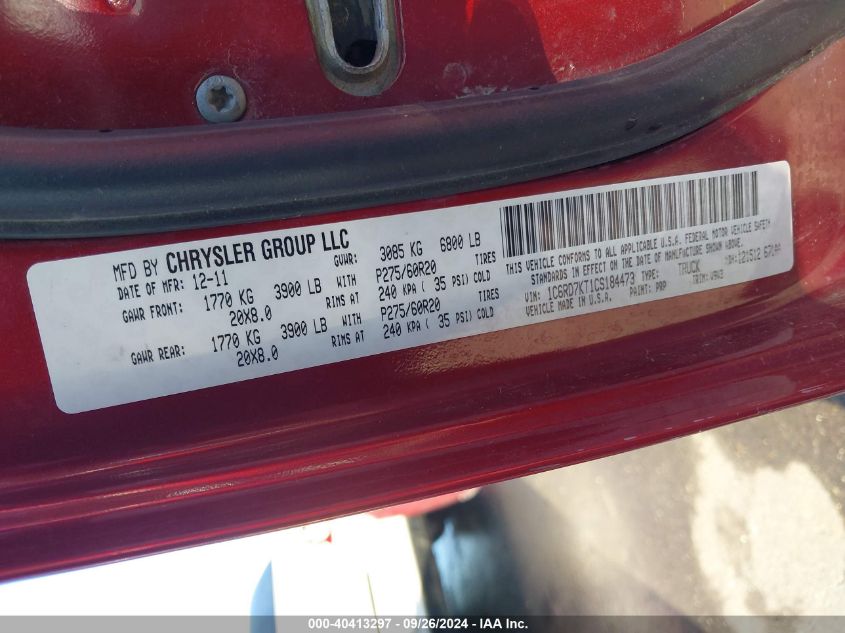 MFD BY CHRYSLER GROUP LLC
DATE OF MFR: 12-11 GVWR: 3085 KG 6800 LB
GAWR FRONT: 1770 KG 3900 LB WITH P275/60R20 TIRES
20X8.0 RIMS AT 240 KPA ( 35 PSI) COLD
GAWR REAR: 1770 KG 3900 LB WITH P275/60R20 TIRES
20X8.0 RIMS AT 240 KPA ( 35 PSI) COLD
THIS VEHICLE CONFORMS TO ALL APPLICABLE U.S.A. FEDERAL MOTOR VEHICLE SAFETY
STANDARDS IN EFFECT ON THE DATE OF MANUFACTURE SHOWN ABOVE.
VIN: 1C6RD7KT1CS184473 TYPE: TRUCK
VEHICLE MADE IN U.S.A. PAINT: PRP TRIM:
000-40413297 - 09/26/2024 - IAA Inc.